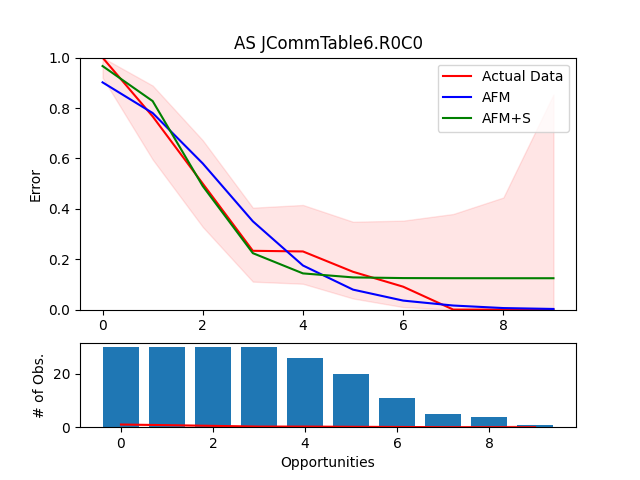 AS JCommTable6.R0C0
1.0
0.8
0.6
0.4
0.2
0.0
Error
Actual Data
AFM
AFM+S
0 2 4 6 8
20
0
# of Obs.
0 2 4 6 8
Opportunities